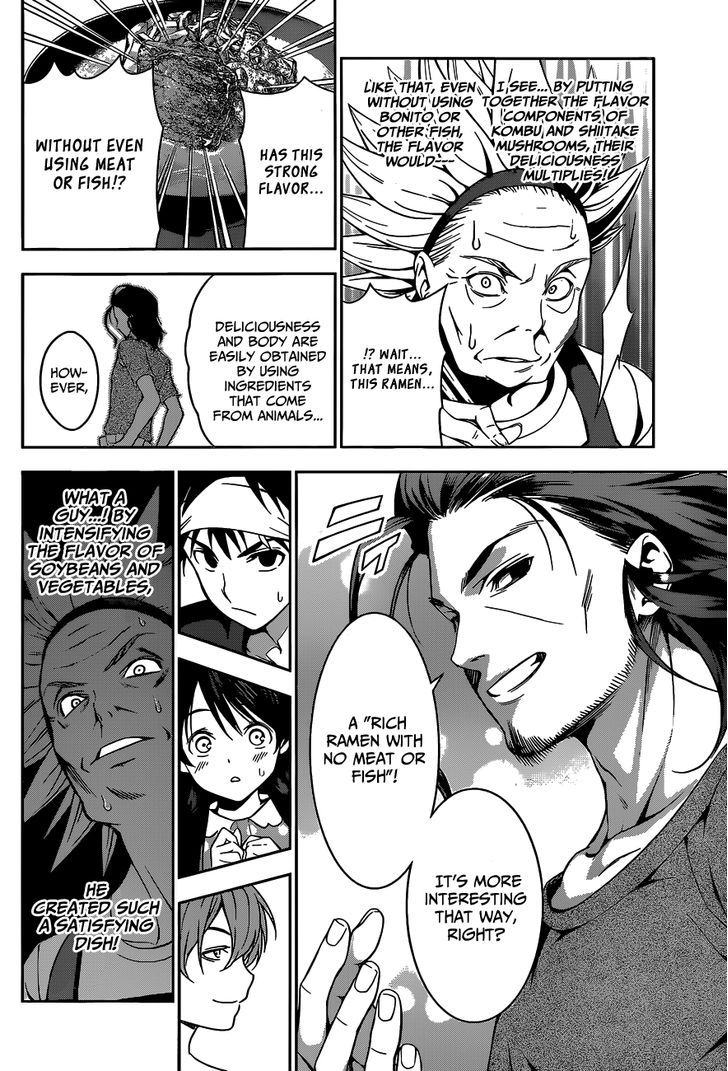 I SEE... BY PUTTING
TOGETHER THE FLAVOR
COMPONENTS OF
KOMBU AND SHIITAKE
MUSHROOMS, THEIR
DELICIOUSNESS
MULTIPLIES!
LIKE THAT, EVEN
WITHOUT USING
BONITO OR
OTHER FISH,
THE FLAVOR
WOULD---
!? WAIT...
THAT MEANS,
THIS RAMEN...
HAS THIS
STRONG
FLAVOR...
WITHOUT EVEN
USING MEAT
OR FISH!?
DELICIOUSNESS
AND BODY ARE
EASILY OBTAINED
BY USING
INGREDIENTS
THAT COME
FROM ANIMALS...
HOW-
EVER,
ニィ
A "RICH
RAMEN WITH
NO MEAT OR
FISH"!
IT'S MORE
INTERESTING
THAT WAY,
RIGHT?
WHAT A
GUY...! BY
INTENSIFYING
THE FLAVOR OF
SOYBEANS AND
VEGETABLES,
HE
CREATED SUCH
A SATISFYING
DISH!